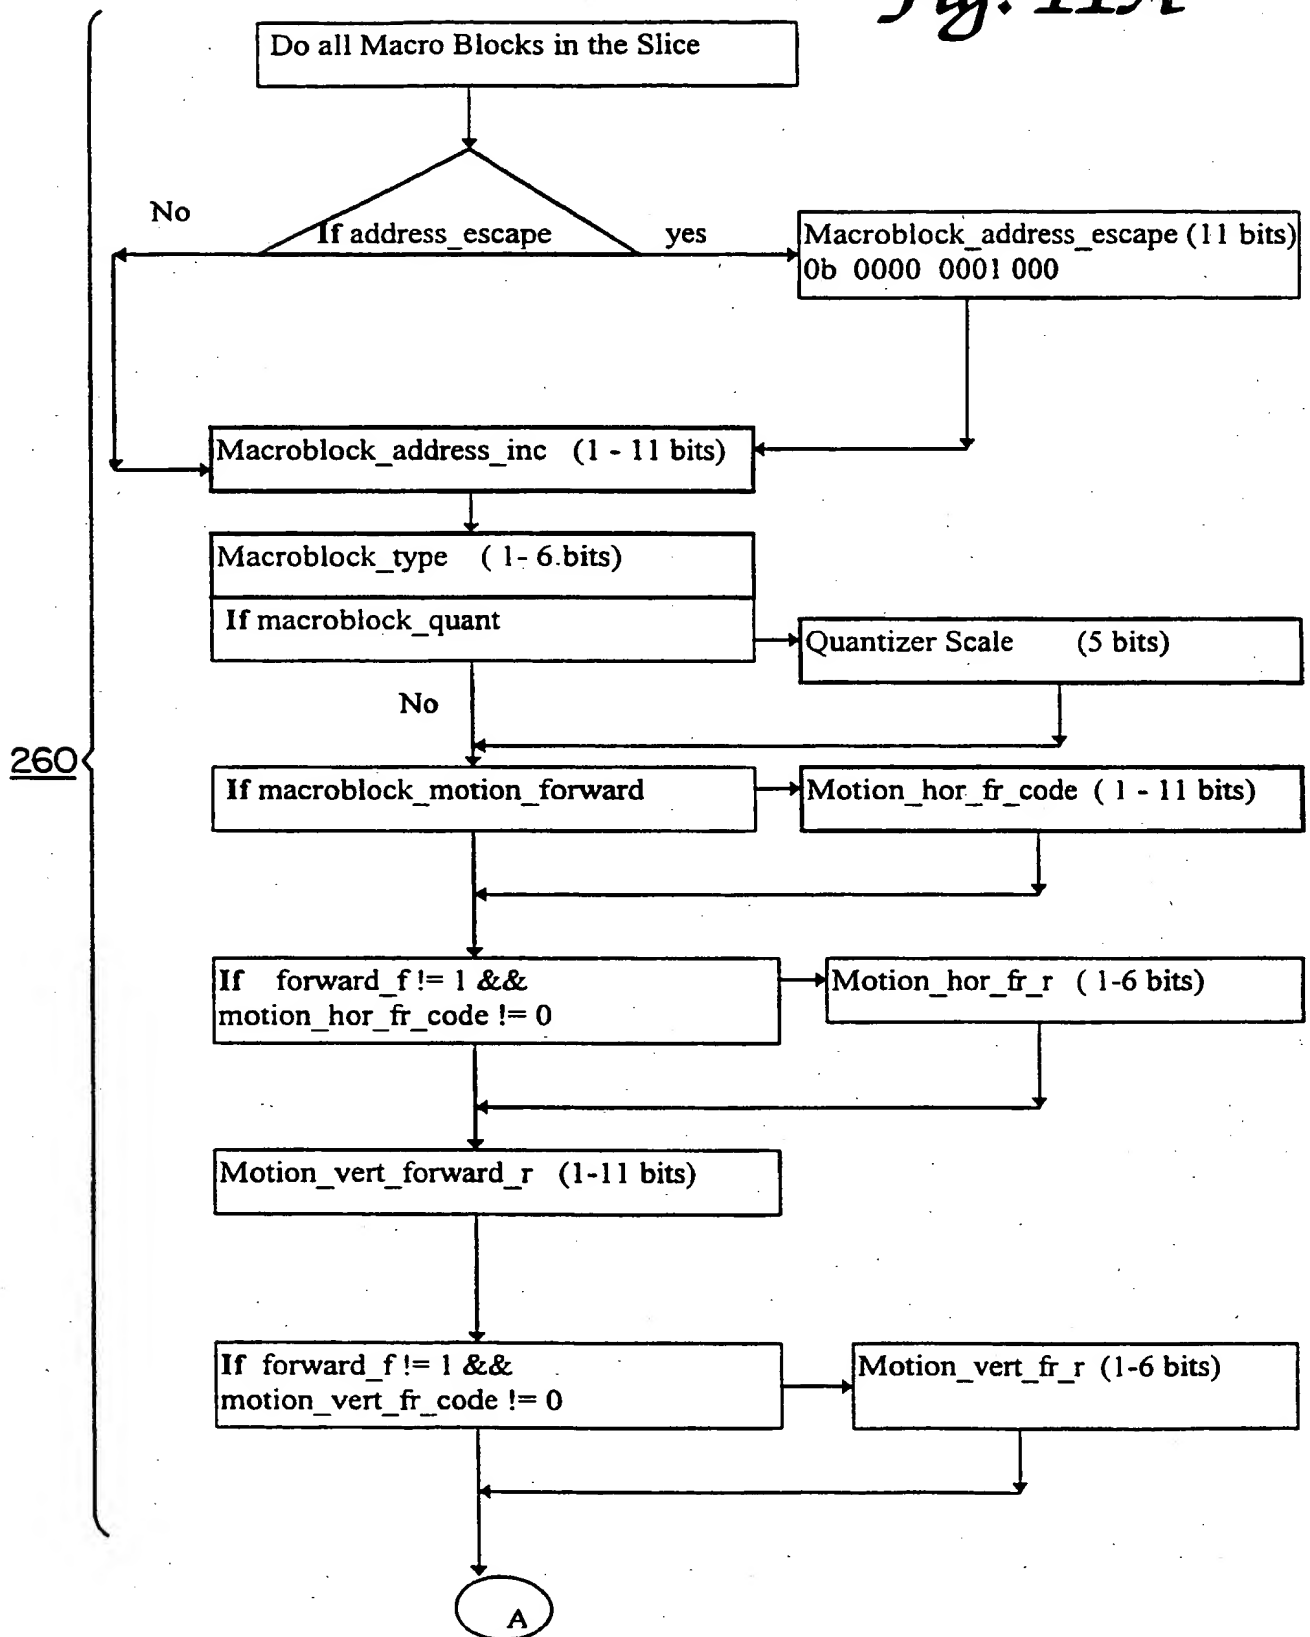 Fig. 11A
Do all Macro Blocks in the Slice
No
If address_escape
yes
Macroblock_address_escape (11 bits)
0b 0000 0001 000
Macroblock_address_inc (1 - 11 bits)
Macroblock_type ( 1- 6 bits)
If macroblock_quant
Quantizer Scale (5 bits)
No
260
If macroblock_motion_forward
Motion_hor_fr_code ( 1 - 11 bits)
If forward_f != 1 &&
motion_hor_fr_code != 0
Motion_hor_fr_r ( 1-6 bits)
Motion_vert_forward_r (1-11 bits)
If forward_f != 1 &&
motion_vert_fr_code != 0
Motion_vert_fr_r (1-6 bits)
A